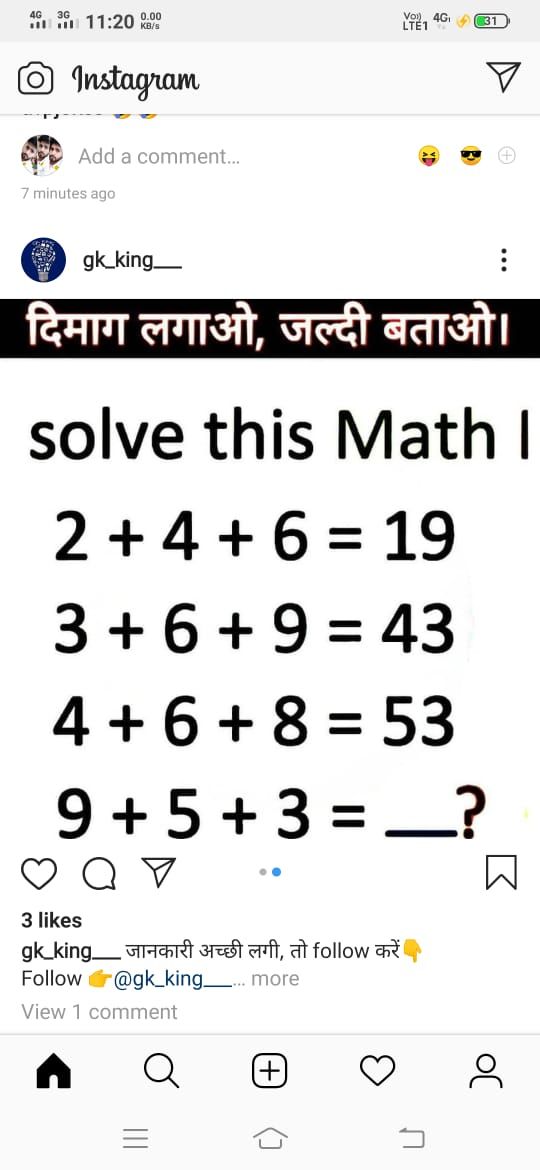 4G 3G 11:20 0.00 KB/s Vo) LTE1 4G 31
Instagram
Add a comment...
7 minutes ago
gk_king___
दिमाग लगाओ, जल्दी बताओ।
solve this Math
2 + 4 + 6 = 19
3 + 6 + 9 = 43
4 + 6 + 8 = 53
9 + 5 + 3 = __?
3 likes
gk_king___ जानकारी अच्छी लगी, तो follow करें👇
Follow 👉@gk_king___... more
View 1 comment